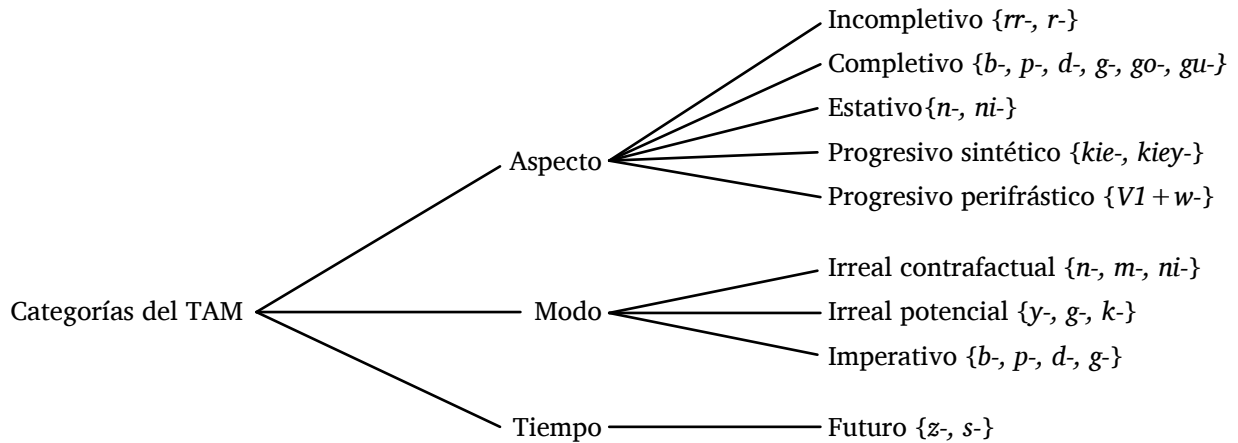 Incompletivo {rr-, r-}
Completivo {b-, p-, d-, g-, go-, gu-}
Estativo{n-, ni-}
Aspecto
Progresivo sintético {kie-, kiey-}
Progresivo perifrástico {V1+w-}
Irreal contrafactual {n-, m-, ni-}
Categorías del TAM
Modo
Irreal potencial {y-, g-, k-}
Imperativo {b-, p-, d-, g-}
Tiempo
Futuro {z-, s-}